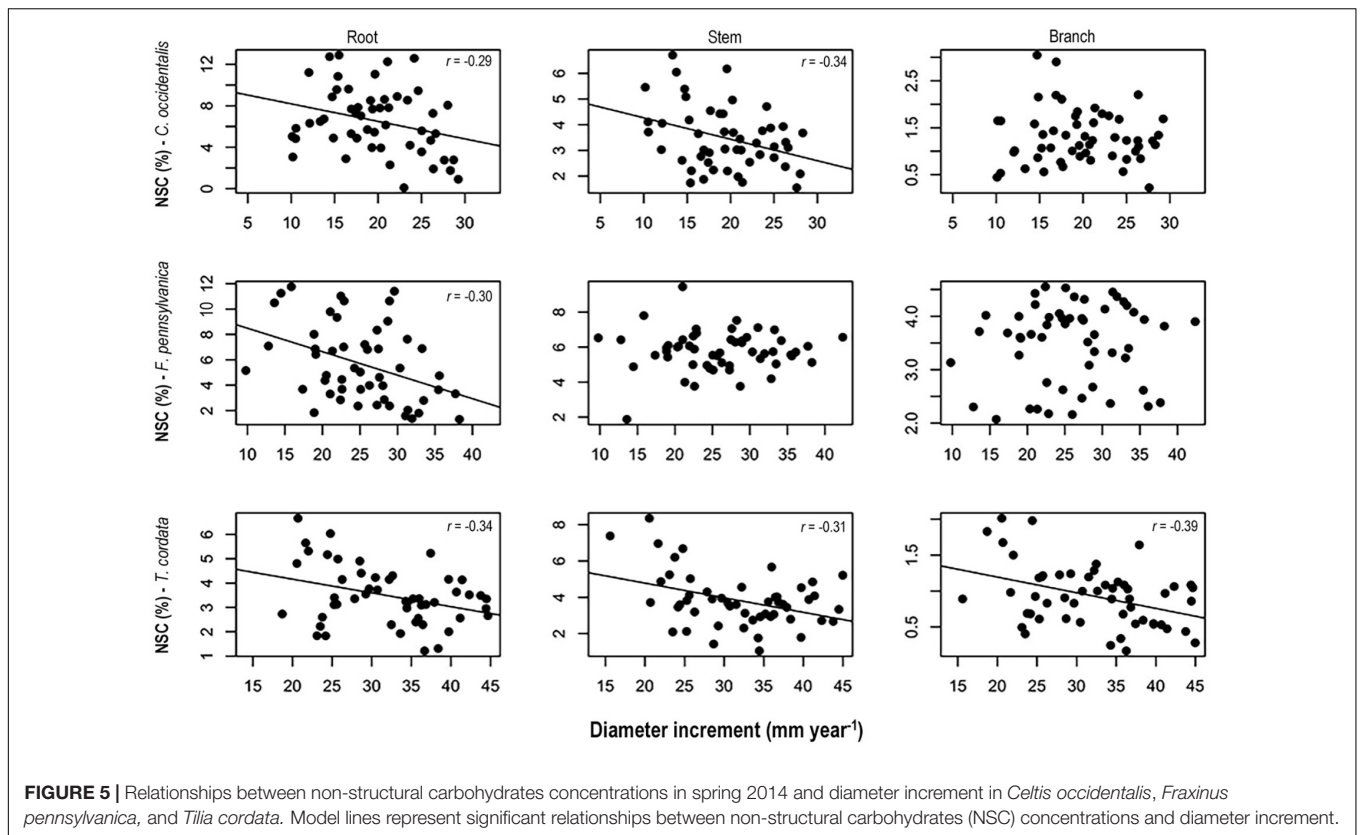 Root Stem Branch
NSC (%) - C. occidentalis
12
10
8
6
4
2
0
r = -0.29
5 10 15 20 25 30
6
5
4
3
2
r = -0.34
5 10 15 20 25 30
2.5
1.5
0.5
5 10 15 20 25 30
NSC (%) - F. pennsylvanica
12
10
8
6
4
2
r = -0.30
10 15 20 25 30 35 40
8
6
4
2
10 15 20 25 30 35 40
4.0
3.0
2.0
10 15 20 25 30 35 40
NSC (%) - T. cordata
6
5
4
3
2
1
r = -0.34
15 20 25 30 35 40 45
8
6
4
2
r = -0.31
15 20 25 30 35 40 45
1.5
0.5
r = -0.39
15 20 25 30 35 40 45
Diameter increment (mm year⁻¹)
FIGURE 5 | Relationships between non-structural carbohydrates concentrations in spring 2014 and diameter increment in Celtis occidentalis, Fraxinus
pennsylvanica, and Tilia cordata. Model lines represent significant relationships between non-structural carbohydrates (NSC) concentrations and diameter increment.